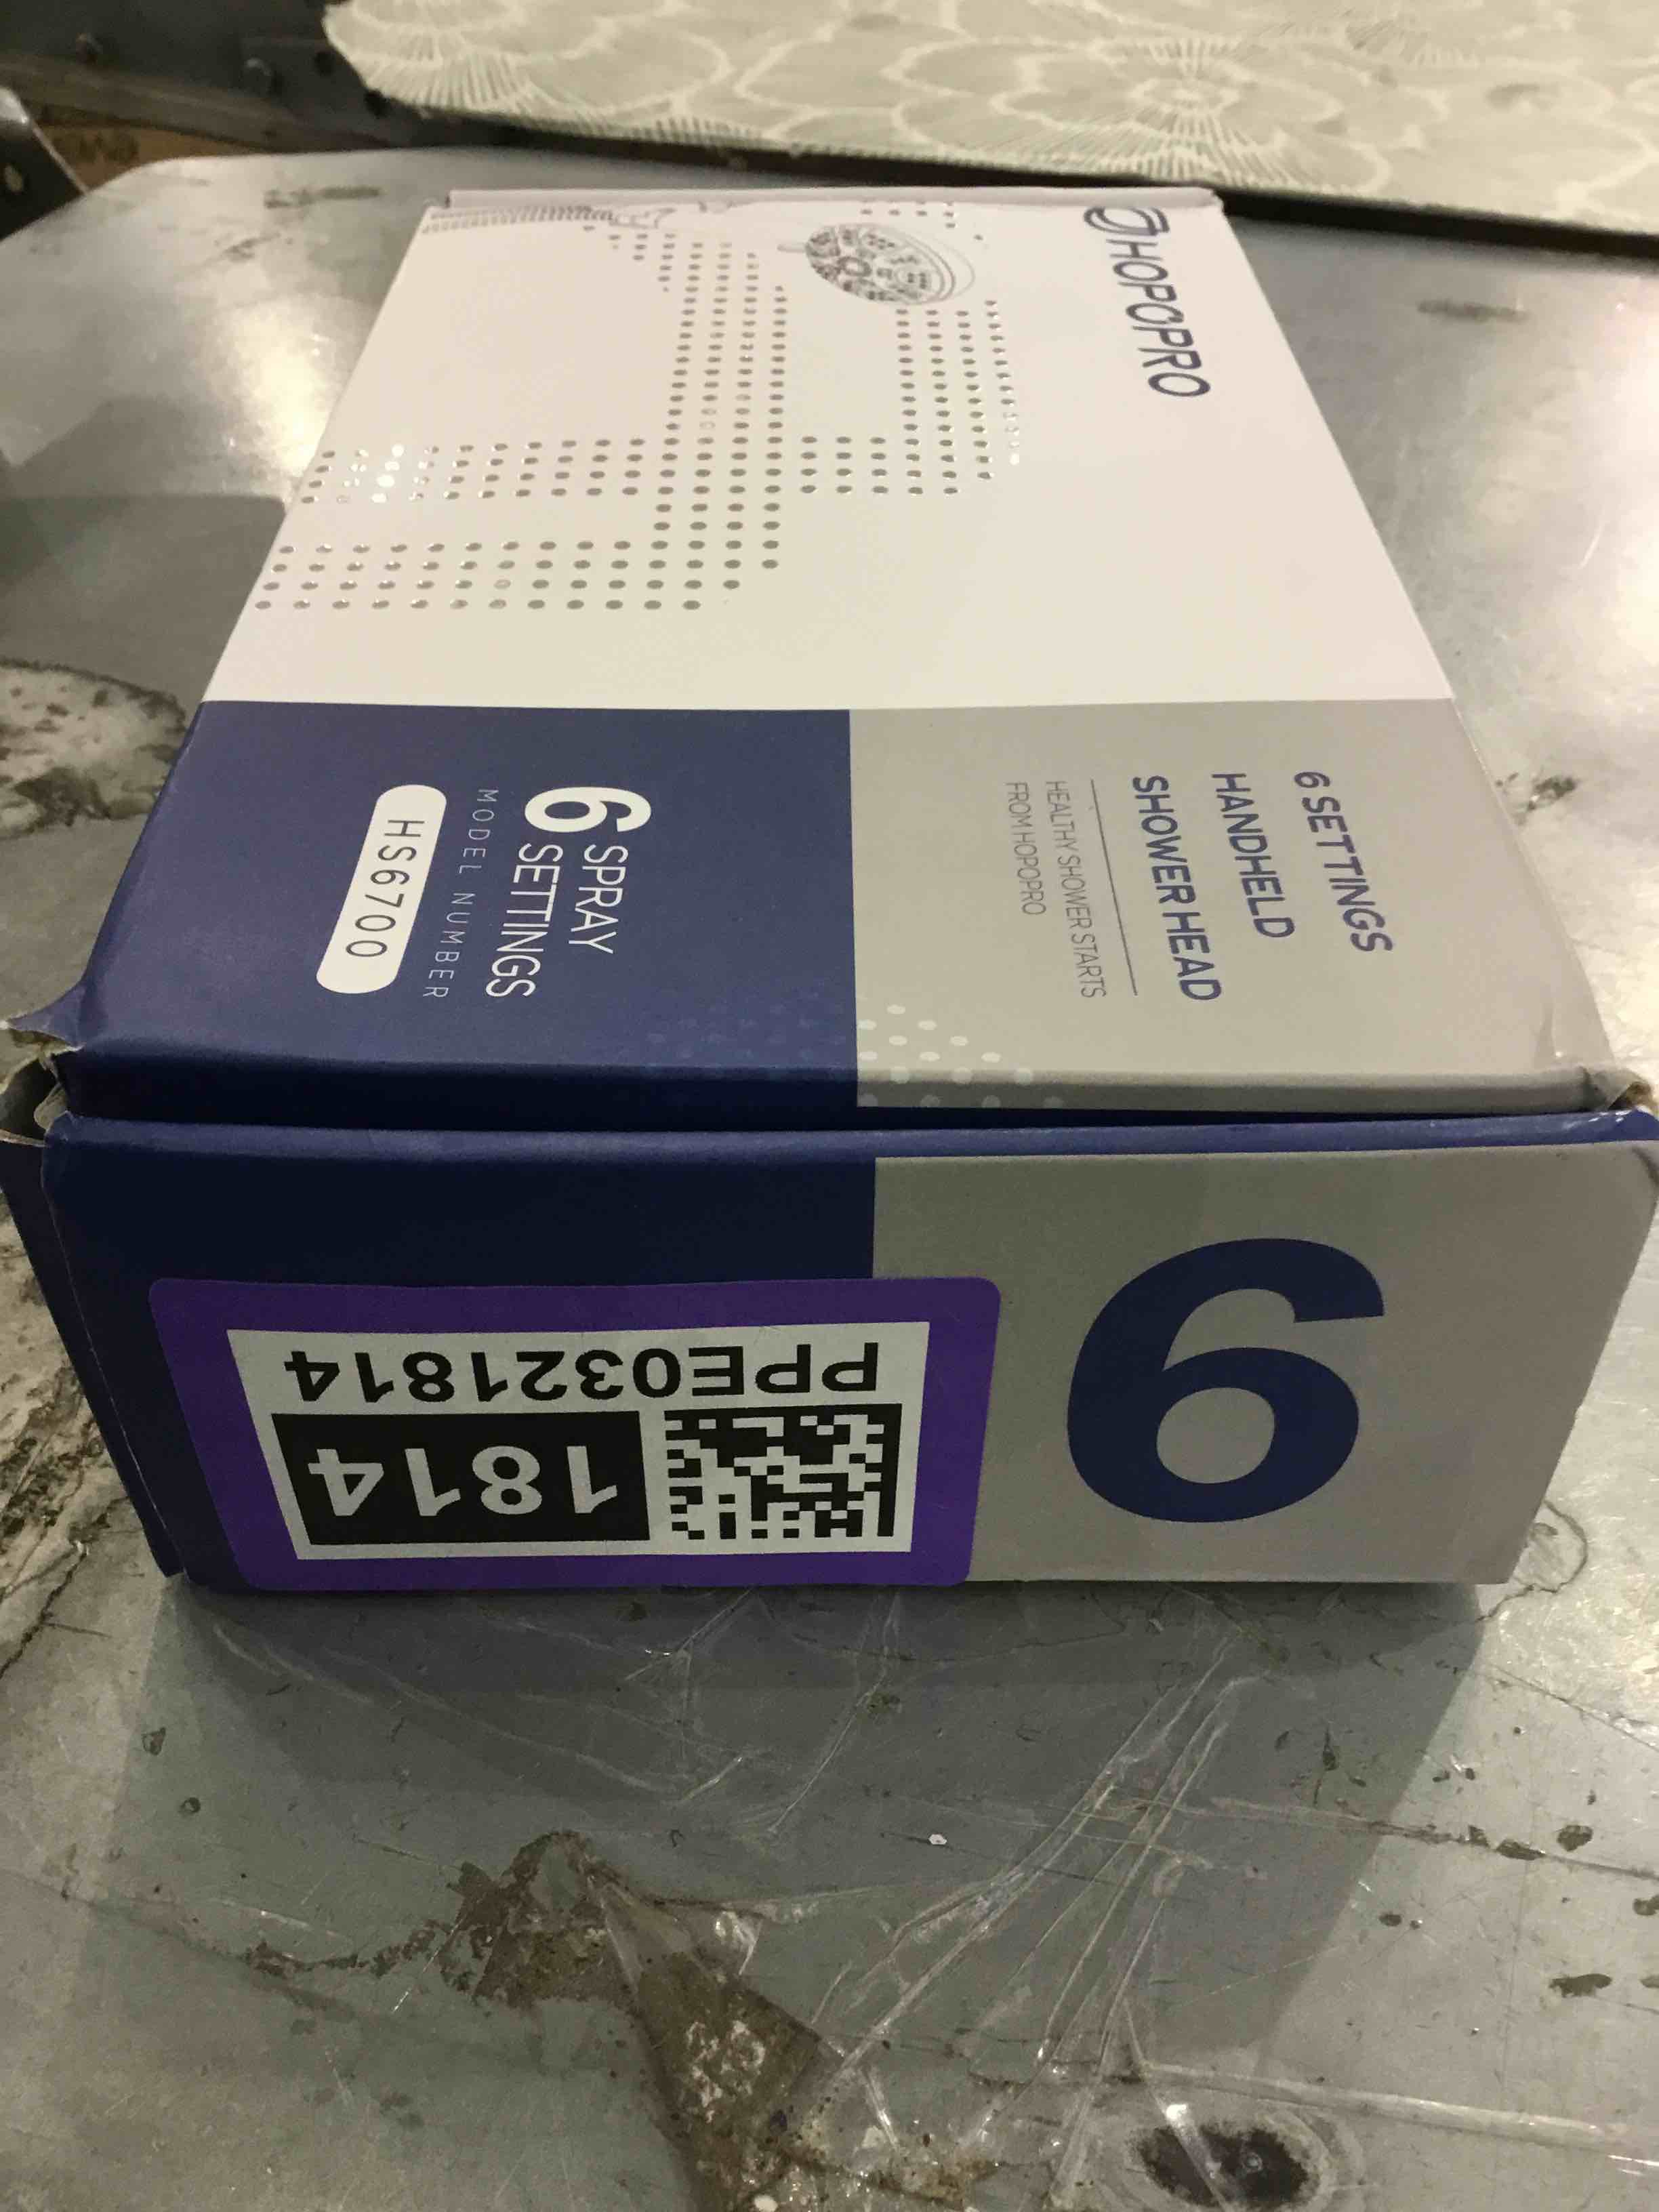 HOPOPRO
6 SETTINGS
HANDHELD
SHOWER HEAD
HEALTHY SHOWER STARTS
FROM HOPOPRO
6 SPRAY
SETTINGS
MODEL NUMBER
HS6700
6
1814
PPE0321814